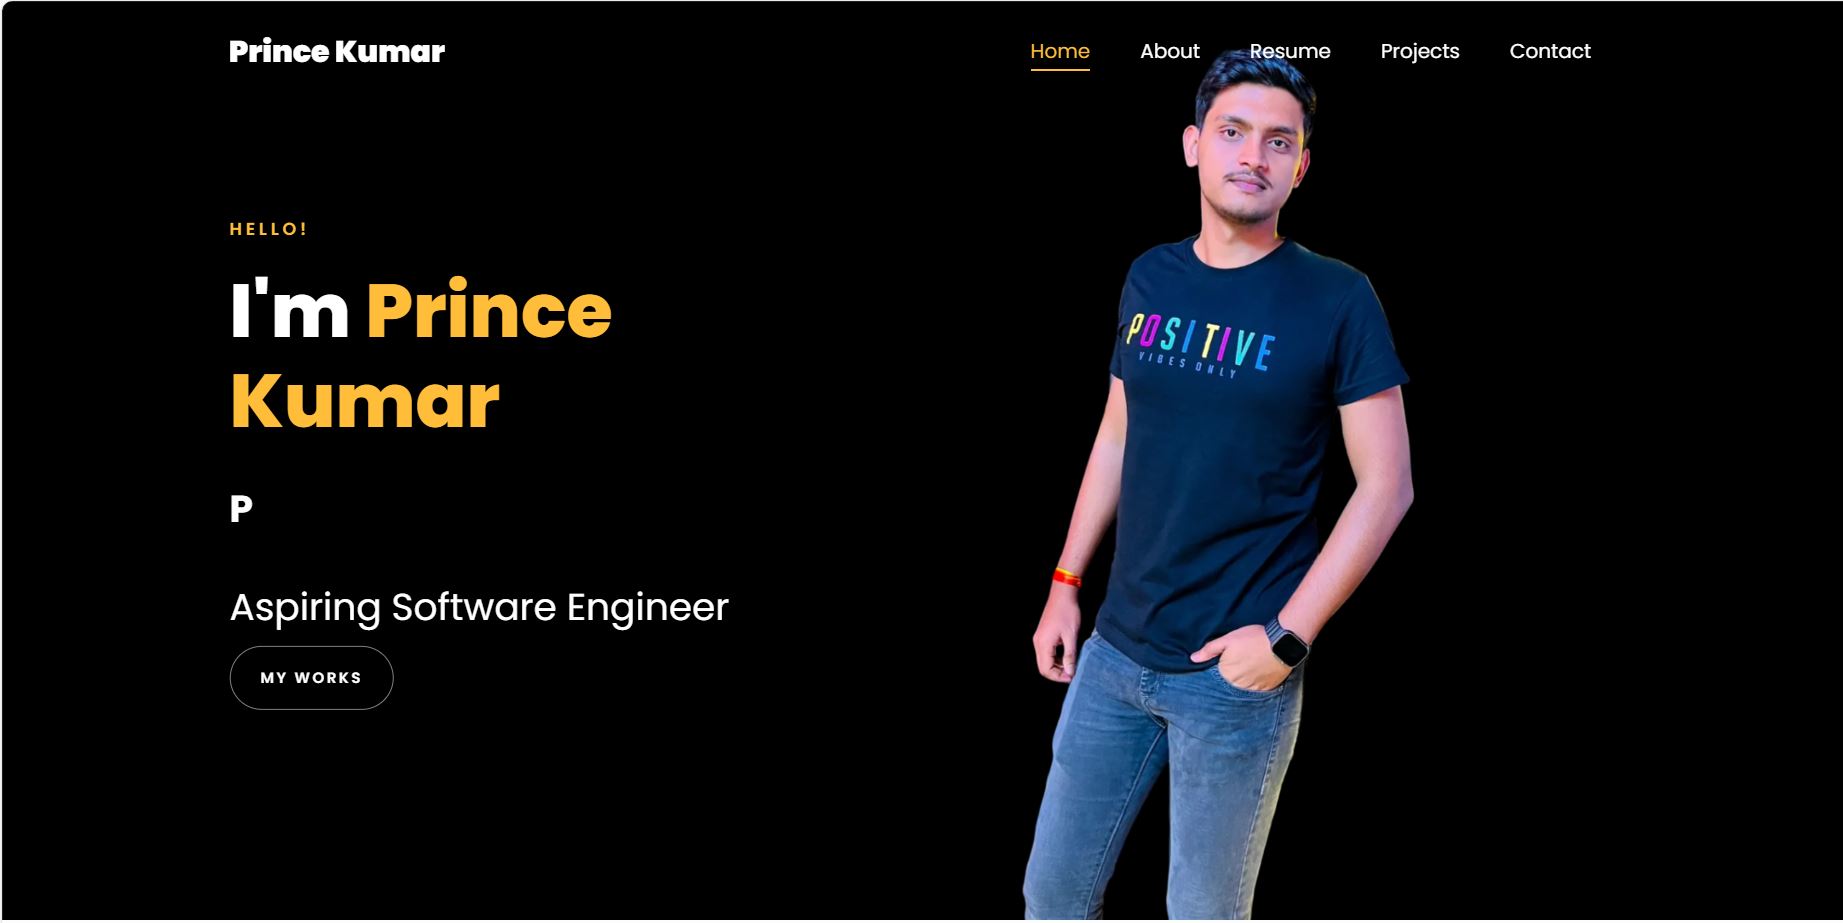 Prince Kumar
Home About Resume Projects Contact
HELLO!
I'm Prince
Kumar
P
Aspiring Software Engineer
MY WORKS
POSITIVE
VIBES ONLY